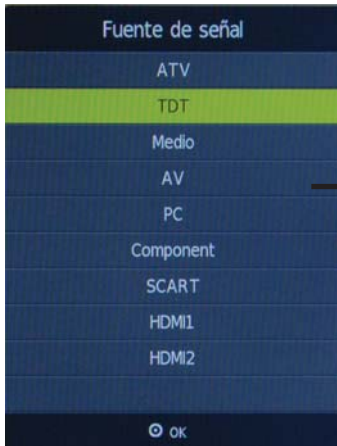 Fuente de señal
ATV
TDT
Medio
AV
PC
Component
SCART
HDMI1
HDMI2
OK